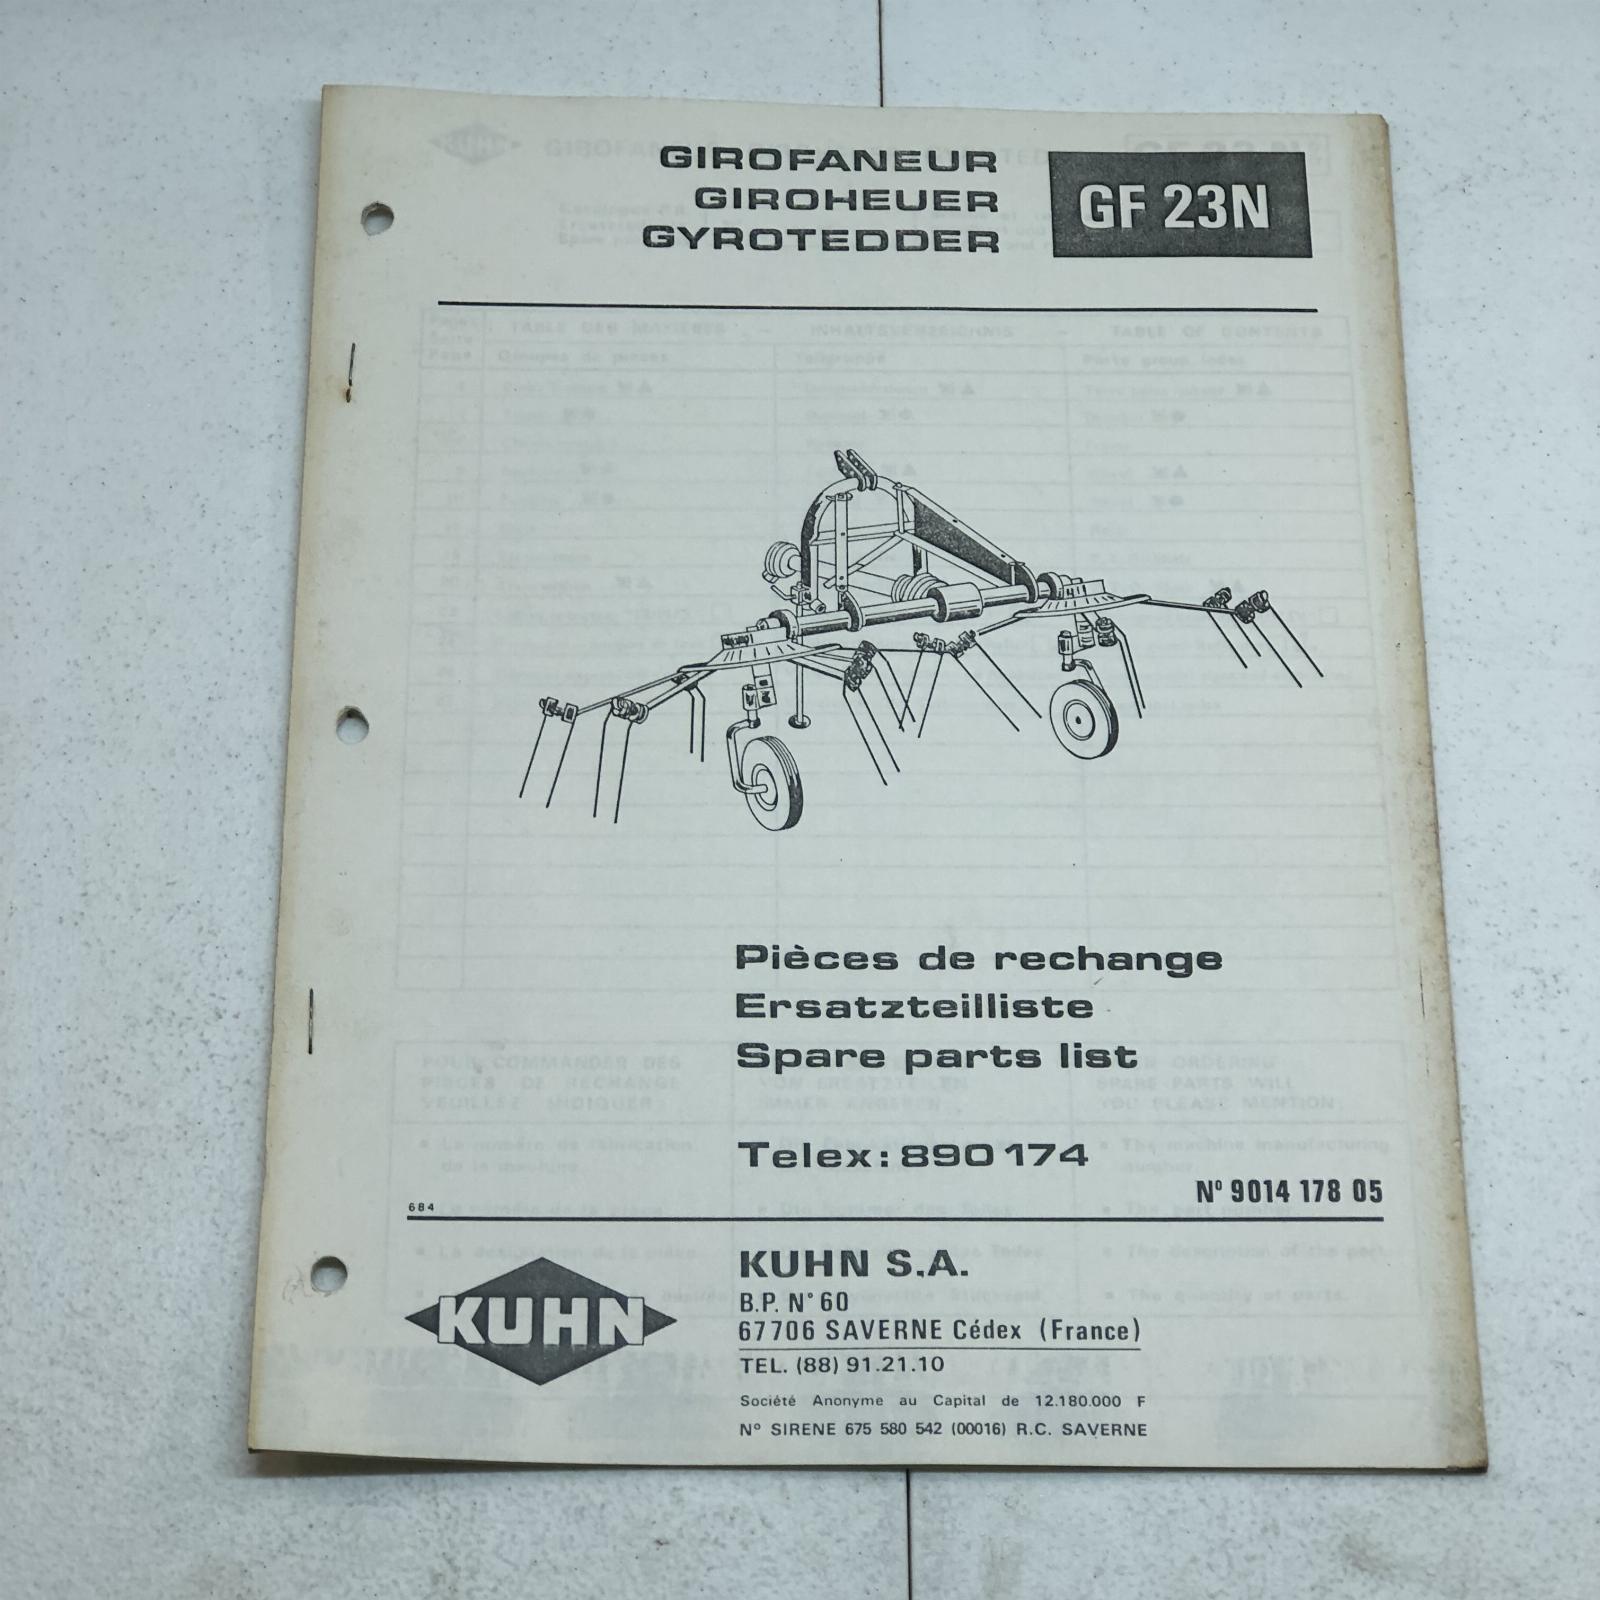 GIROFANEUR
GIROHEUER
GYROTEDDER
GF 23N
Pièces de rechange
Ersatzteilliste
Spare parts list
Telex: 890 174
Nº 9014 178 05
684
KUHN
KUHN S.A.
B.P. N° 60
67706 SAVERNE Cédex (France)
TEL. (88) 91.21.10
Société Anonyme au Capital de 12.180.000 F
Nº SIRENE 675 580 542 (00016) R.C. SAVERNE